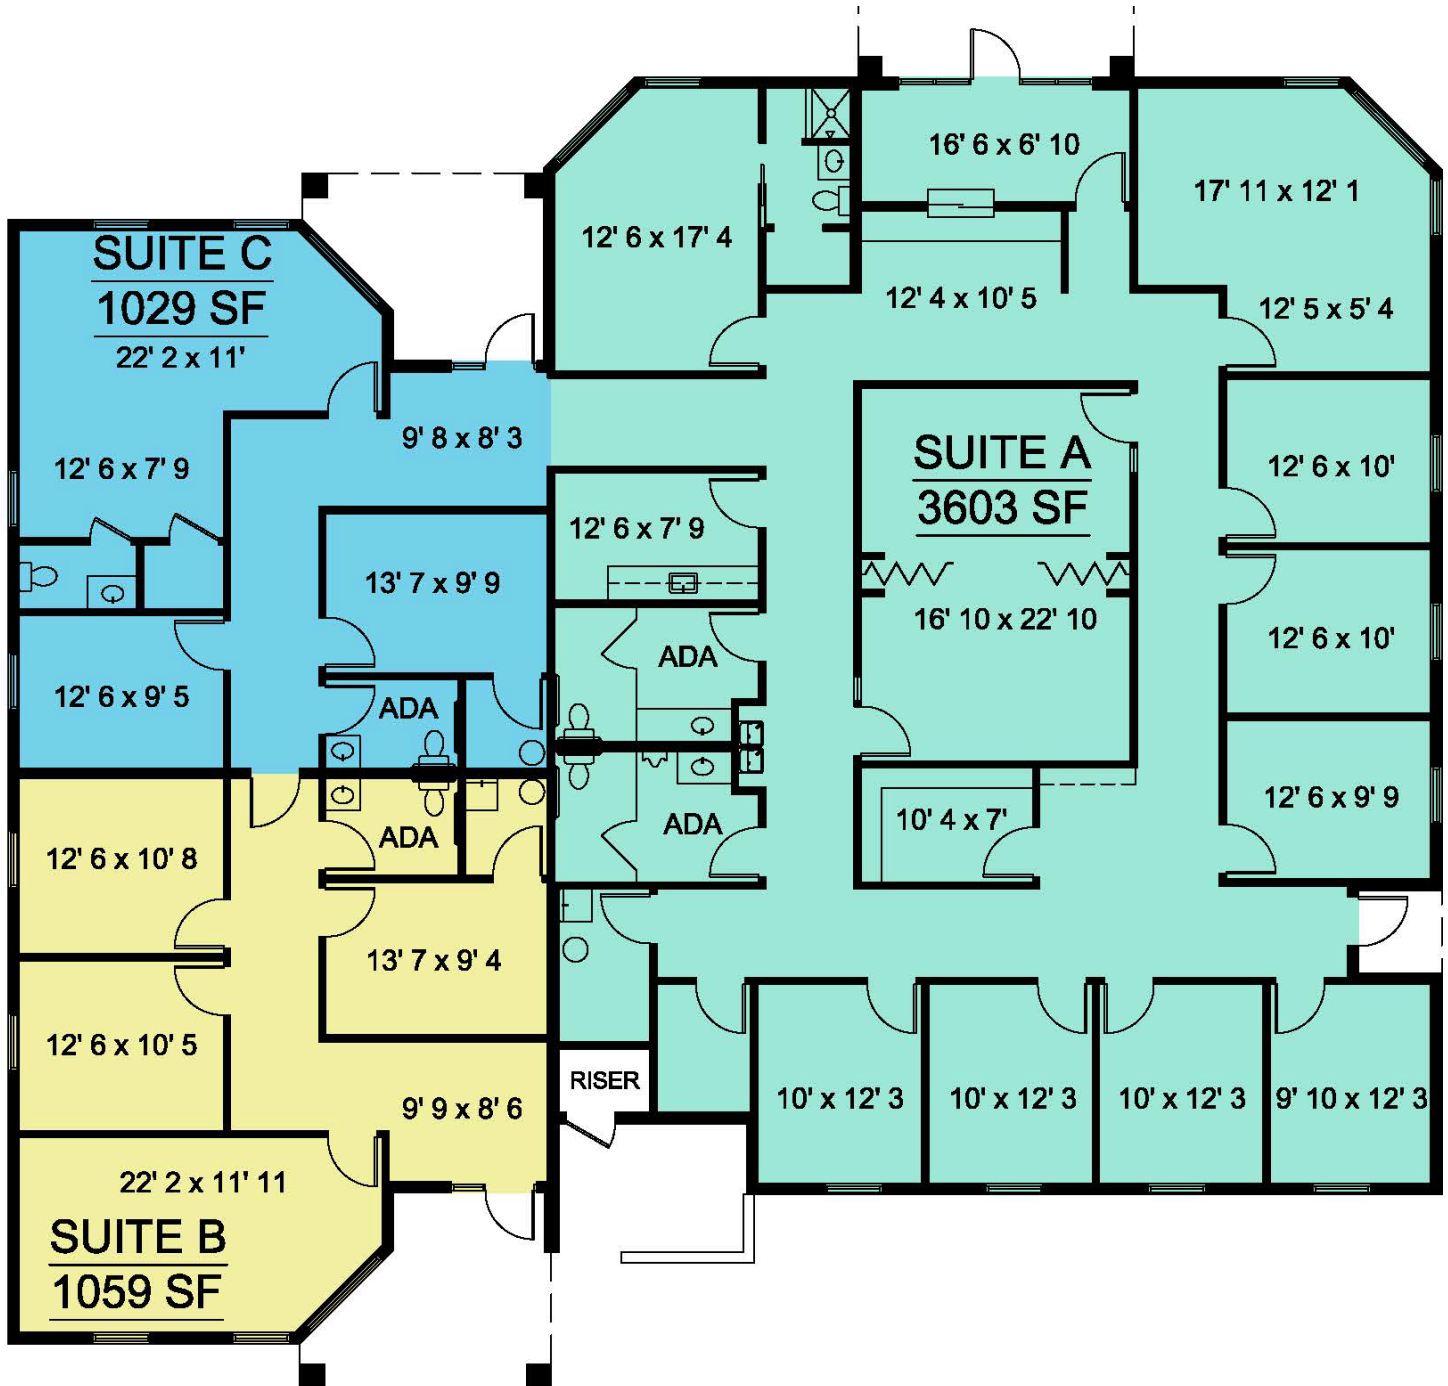 16' 6 x 6' 10
17' 11 x 12' 1
12' 6 x 17' 4
SUITE C
1029 SF
22' 2 x 11'
12' 4 x 10' 5
12' 5 x 5' 4
9' 8 x 8' 3
12' 6 x 7' 9
SUITE A
3603 SF
12' 6 x 10'
12' 6 x 7' 9
13' 7 x 9' 9
16' 10 x 22' 10
12' 6 x 10'
ADA
12' 6 x 9' 5
ADA
12' 6 x 9' 9
10' 4 x 7'
ADA
ADA
12' 6 x 10' 8
13' 7 x 9' 4
12' 6 x 10' 5
RISER
10' x 12' 3
10' x 12' 3
10' x 12' 3
9' 10 x 12' 3
9' 9 x 8' 6
22' 2 x 11' 11
SUITE B
1059 SF